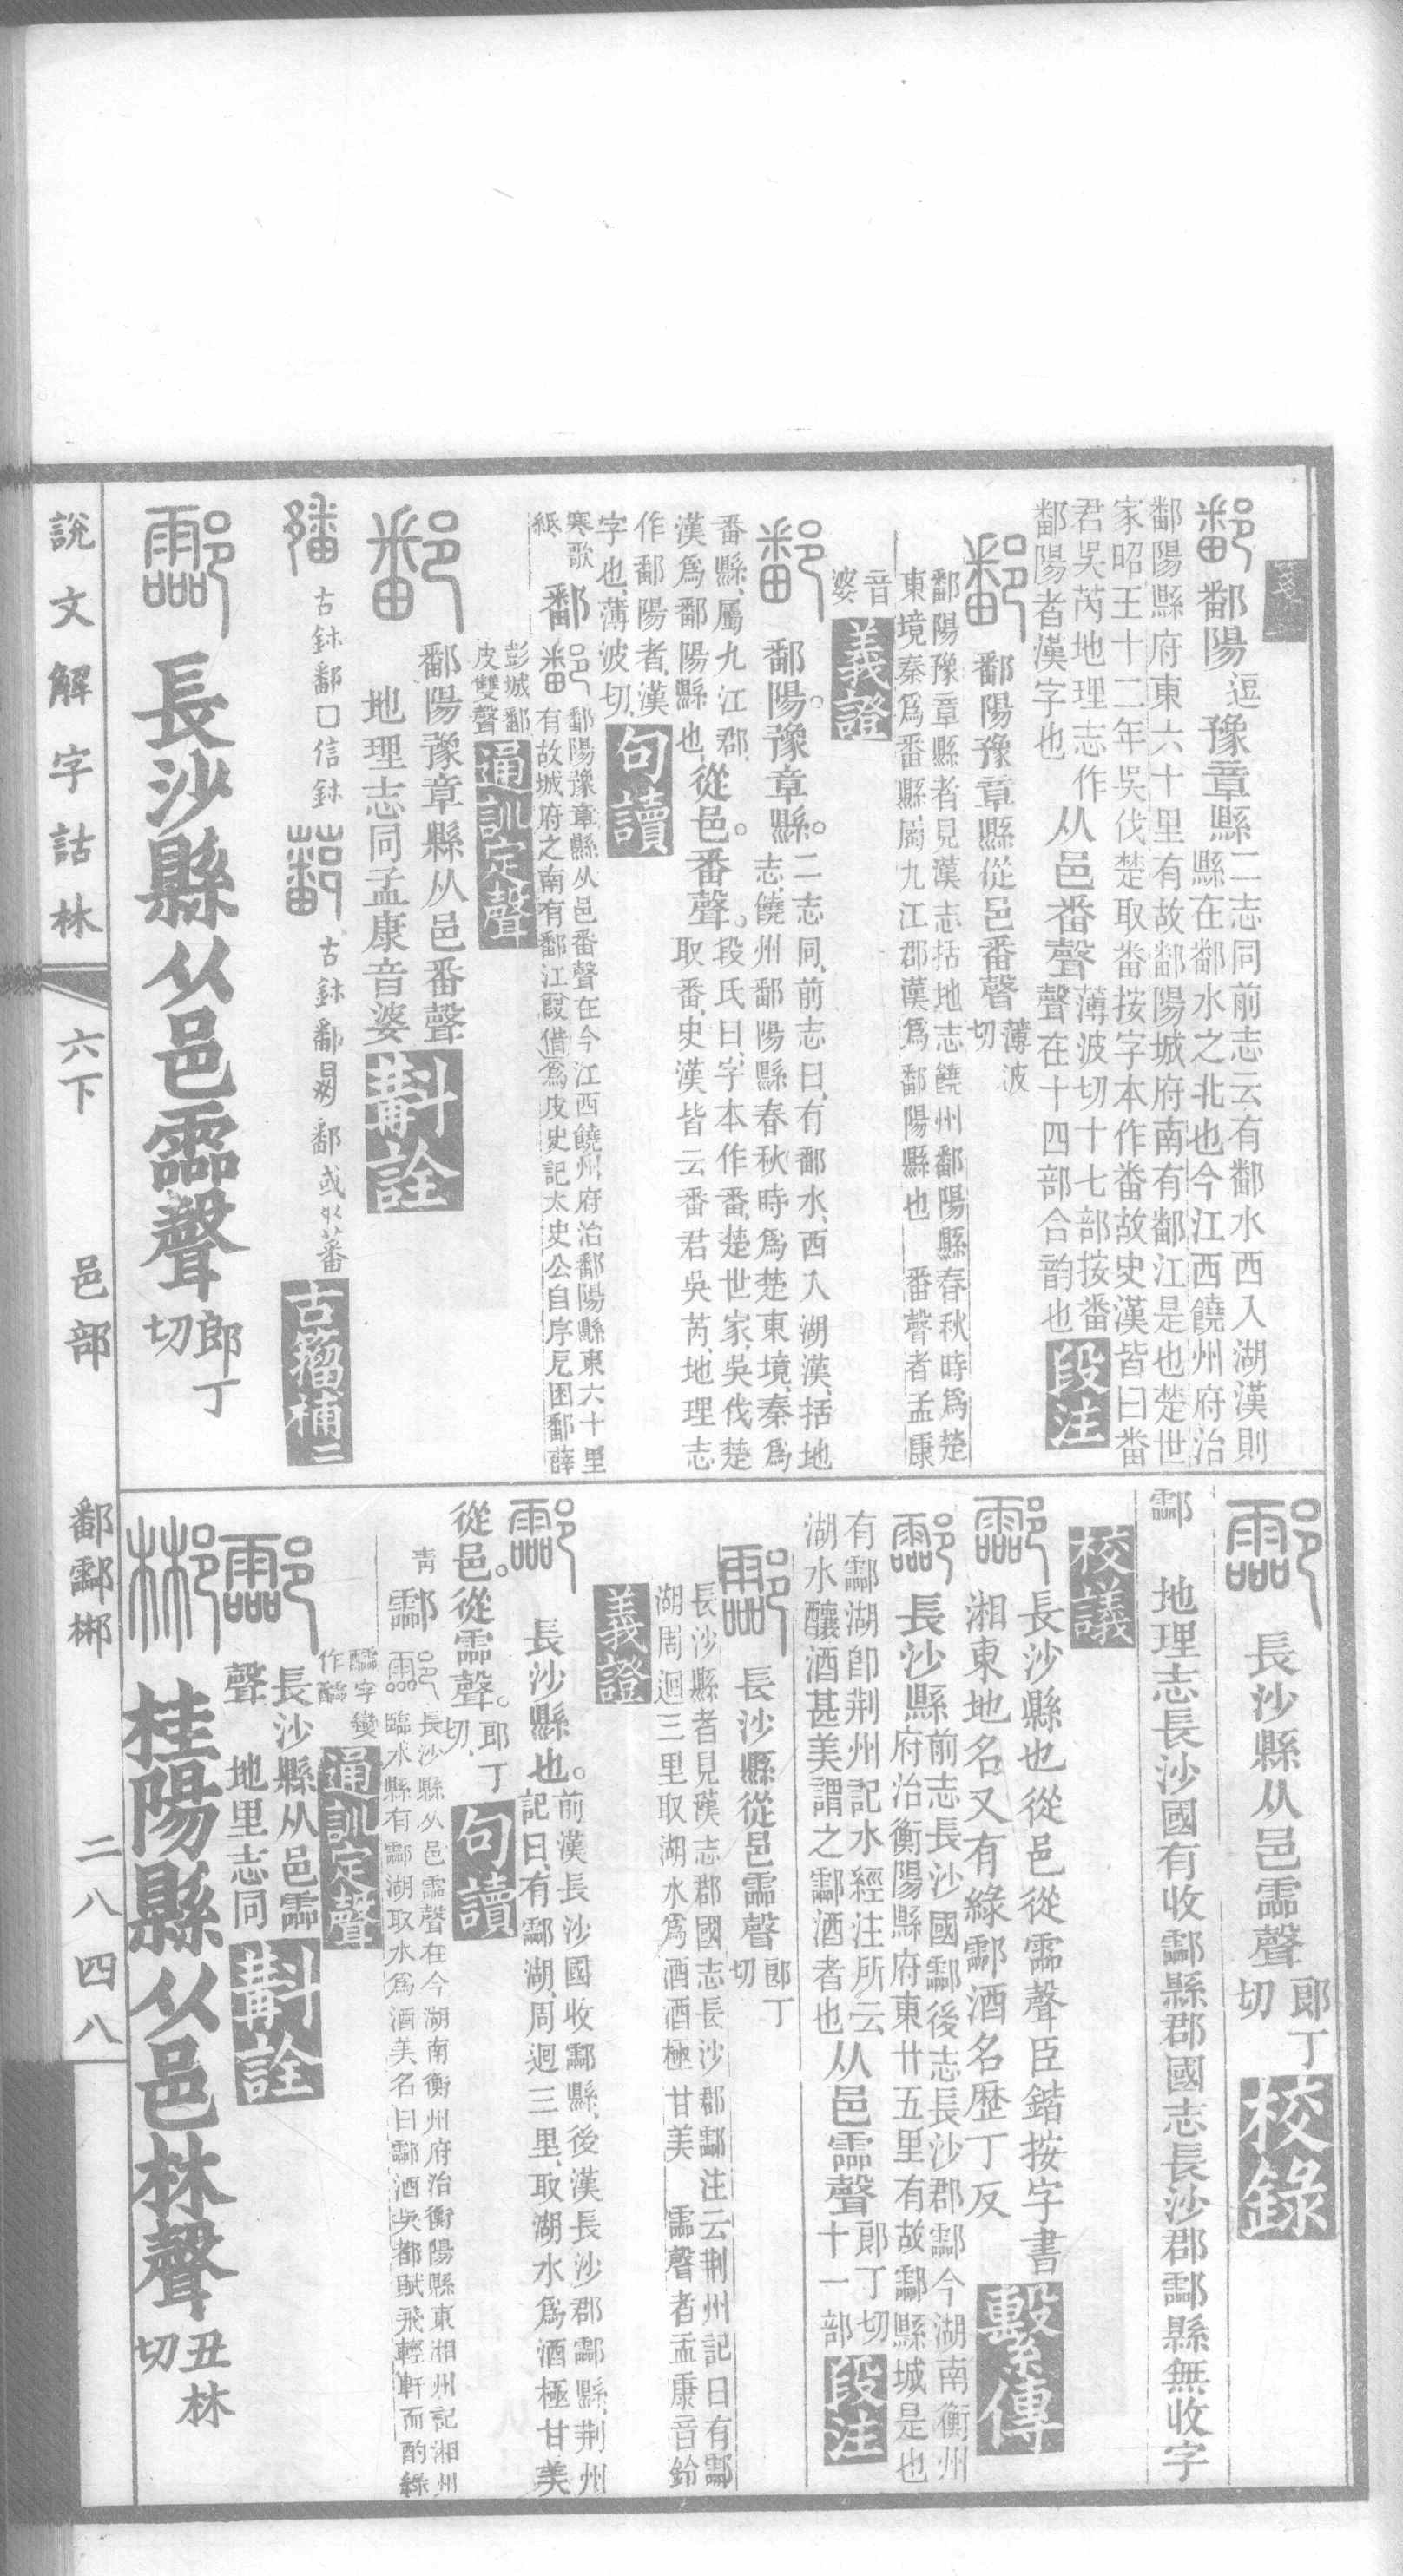 鄱 鄱陽逗豫章縣二志同前志云有鄱水西入湖漢則
縣在鄱水之北也今江西饒州府治
鄱陽縣府東六十里有故鄱陽城府南有鄱江是也楚世
家昭王十二年吳伐楚取番按字本作番故史漢皆曰番
君吳芮地理志作
鄱陽者漢字也
从邑番聲薄波切十七部按番
聲在十四部合韵也
段注
鄱 鄱陽豫章縣從邑番聲薄波切
鄱陽豫章縣者見漢志括地志饒州鄱陽縣春秋時爲楚
東境秦爲番縣屬九江郡漢爲鄱陽縣也 番聲者孟康
音婆
義證
鄱 鄱陽。豫章縣。二志同、前志曰、有鄱水、西入湖漢、括地
志、饒州鄱陽縣、春秋時爲楚東境、秦爲
番縣、屬九江郡、
漢爲鄱陽縣也、
從邑。番聲。段氏曰、字本作番、楚世家、吳伐楚
取番、史漢皆云番君吳芮、地理志
作鄱陽者、漢
字也、薄波切、
句讀
寒歌
紙
鄱 鄱 鄱陽豫章縣从邑番聲在今江西饒州府治鄱陽縣東六十里
有故城府之南有鄱江叚借爲皮史記太史公自序戹困鄱薛
彭城鄱
皮雙聲
通訓定聲
鄱 鄱陽豫章縣从邑番聲
地理志同孟康音婆
斠詮
古鉢鄱口信鉢
古鉢鄱昜鄱或从蕃
古籀補二
酃 長沙縣从邑霝聲郎丁切
酃 長沙縣从邑霝聲郎丁切
校錄
酃 地理志長沙國有收酃縣郡國志長沙郡酃縣無收字
校議
酃 長沙縣也從邑從霝聲臣鍇按字書
湘東地名又有綠酃酒名歷丁反
繫傳
酃 長沙縣前志長沙國酃後志長沙郡酃今湖南衡州
府治衡陽縣府東廿五里有故酃縣城是也
有酃湖卽荆州記水經注所云
湖水釀酒甚美謂之酃酒者也
从邑霝聲郎丁切
十一部
段注
酃 長沙縣從邑霝聲郎丁切
長沙縣者見漢志郡國志長沙郡酃注云荆州記曰有酃
湖周迴三里取湖水爲酒酒極甘美 霝聲者孟康音鈴
義證
酃 長沙縣也。前漢長沙國收酃縣、後漢長沙郡酃縣、荆州
記曰、有酃湖、周迴三里、取湖水爲酒極甘美
從邑。從霝聲。郎丁切、
句讀
青
酃 長沙縣从邑霝聲在今湖南衡州府治衡陽縣東湘州記湘州
臨水縣有酃湖取水爲酒美名曰酃酒吳都賦飛輕軒而酌綠
醽字變
作醽
通訓定聲
酃 長沙縣从邑霝
聲 地里志同
斠詮
郴 桂陽縣从邑林聲丑林切
說文解字詁林 六下 邑部 鄱酃郴 二八四八